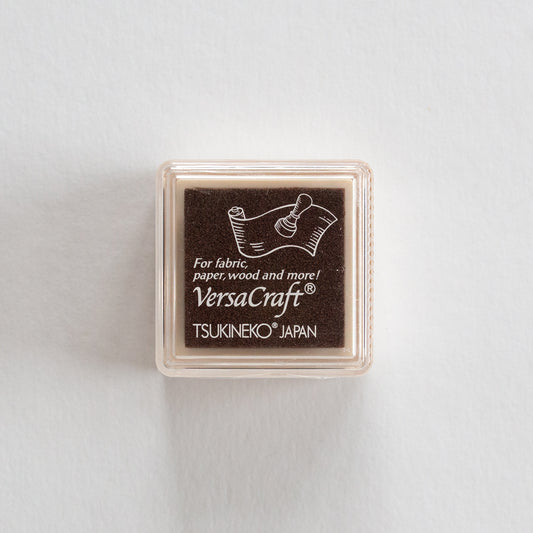 For fabric,
paper, wood and more!
VersaCraft®
TSUKINEKO® JAPAN